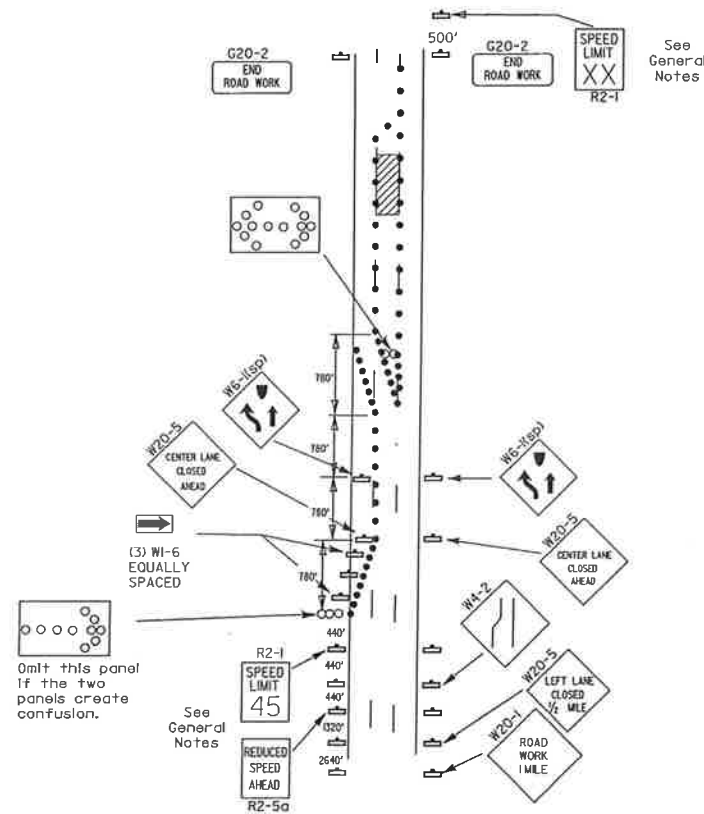 500'
G20-2
END
ROAD WORK
G20-2
END
ROAD WORK
SPEED
LIMIT
XX
R2-1
See
General
Notes
780'
W6-1(sp)
W20-5
CENTER LANE
CLOSED
AHEAD
780'
780'
W6-1(sp)
W20-5
CENTER LANE
CLOSED
AHEAD
(3) W1-6
EQUALLY
SPACED
780'
W4-2
Omit this panel
if the two
panels create
confusion.
440'
R2-1
SPEED
LIMIT
45
440'
440'
See
General
Notes
W20-5
LEFT LANE
CLOSED
1/2 MILE
1320'
W20-1
ROAD
WORK
1 MILE
REDUCED
SPEED
AHEAD
R2-5a
2640'